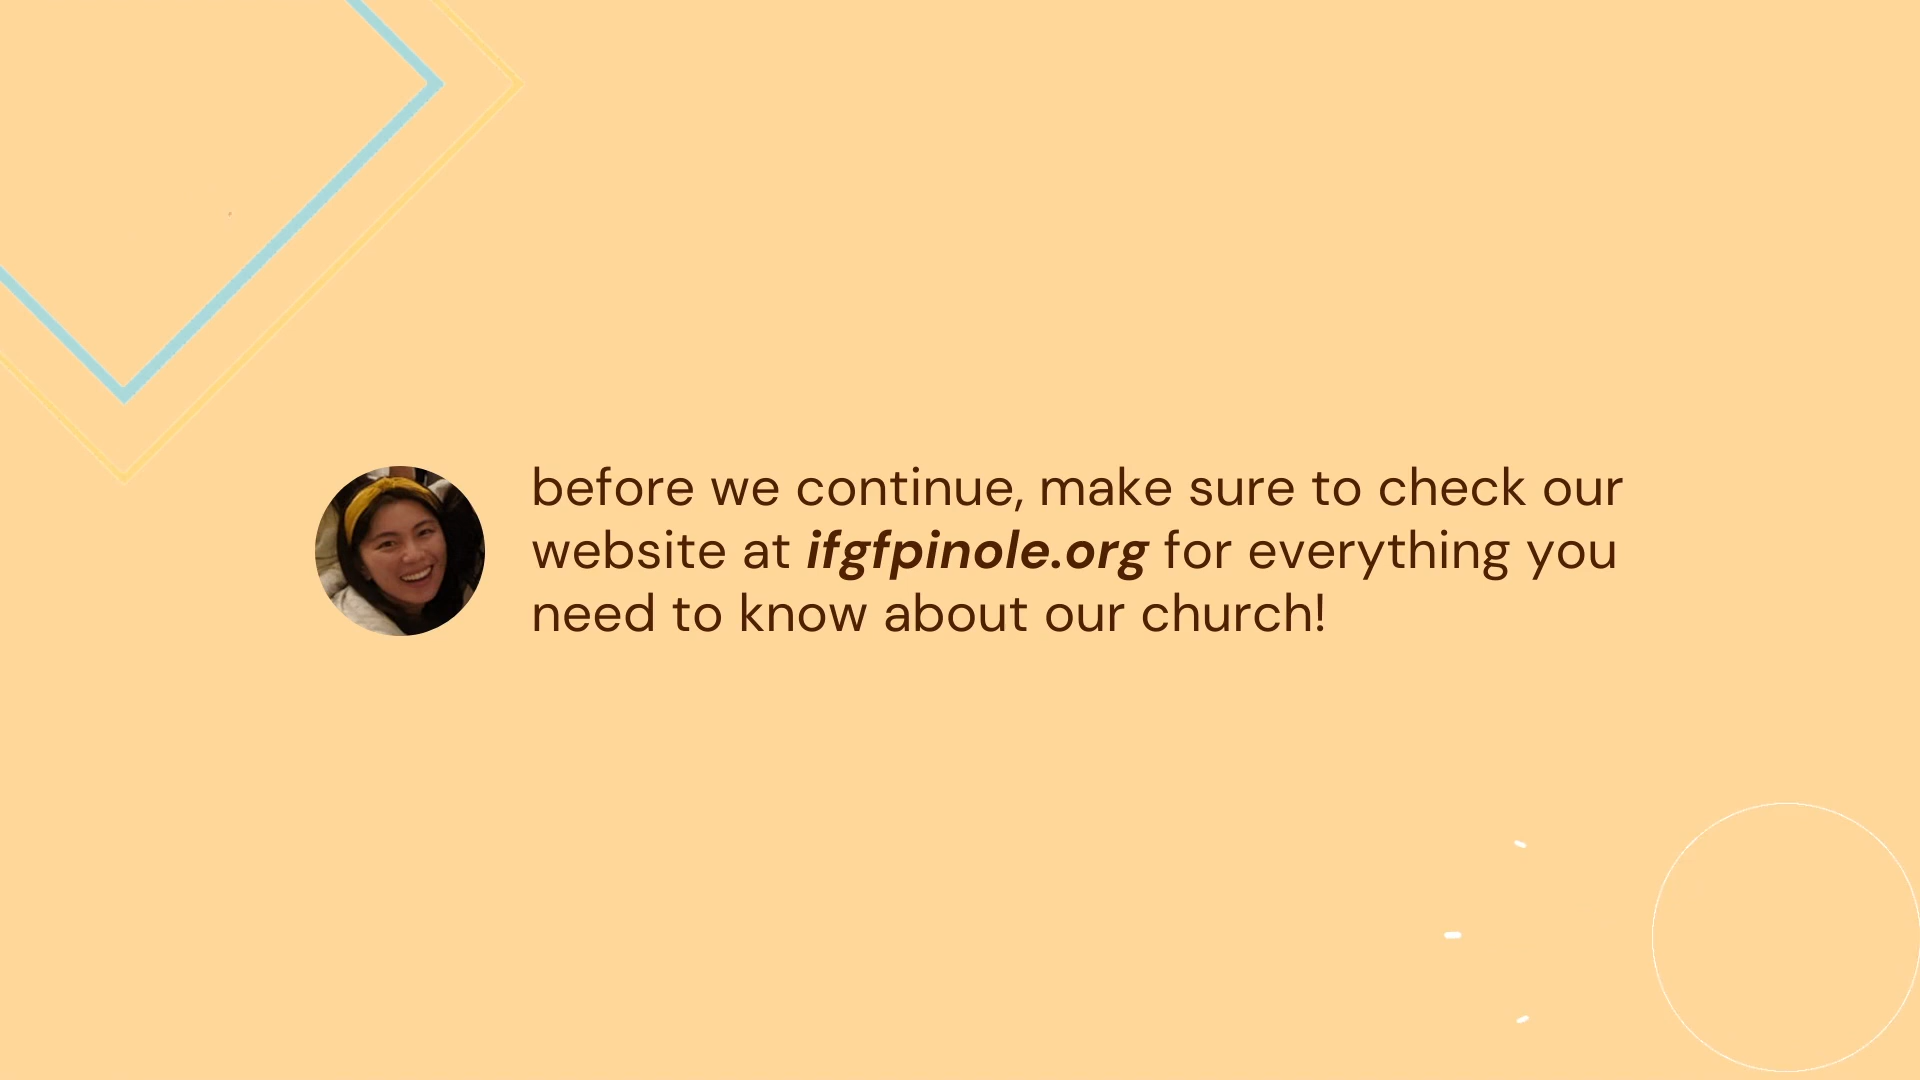 before we continue, make sure to check our
website at ifgfpinole.org for everything you
need to know about our church!